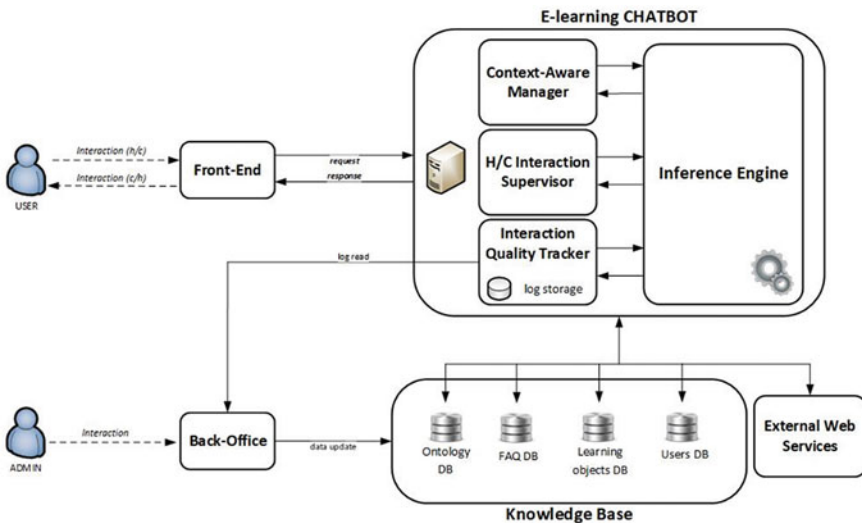 E-learning CHATBOT
Context-Aware
Manager
Interaction (h/c)
Interaction (c/h)
USER
Front-End
request
response
H/C Interaction
Supervisor
Inference Engine
Interaction
Quality Tracker
log storage
log read
ADMIN
Interaction
Back-Office
data update
Ontology
DB
FAQ DB
Learning
objects DB
Users DB
External Web
Services
Knowledge Base